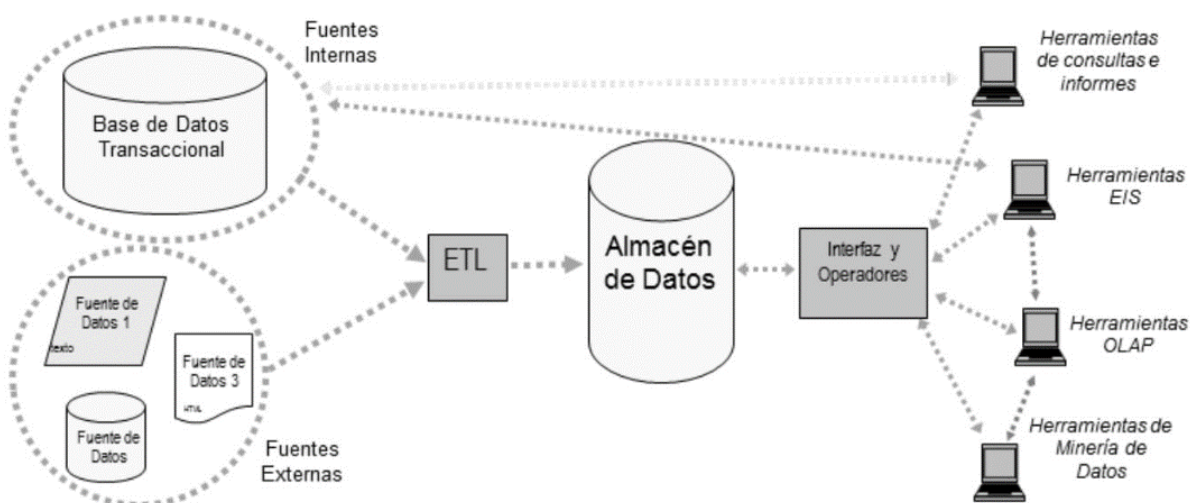 Fuentes
Internas
Base de Datos
Transaccional
Herramientas
de consultas e
informes
Herramientas
EIS
ETL
Almacén
de Datos
Interfaz y
Operadores
Fuente de
Datos 1
texto
Fuente de
Datos 3
HTML
Fuente de
Datos
Fuentes
Externas
Herramientas
OLAP
Herramientas de
Minería de
Datos